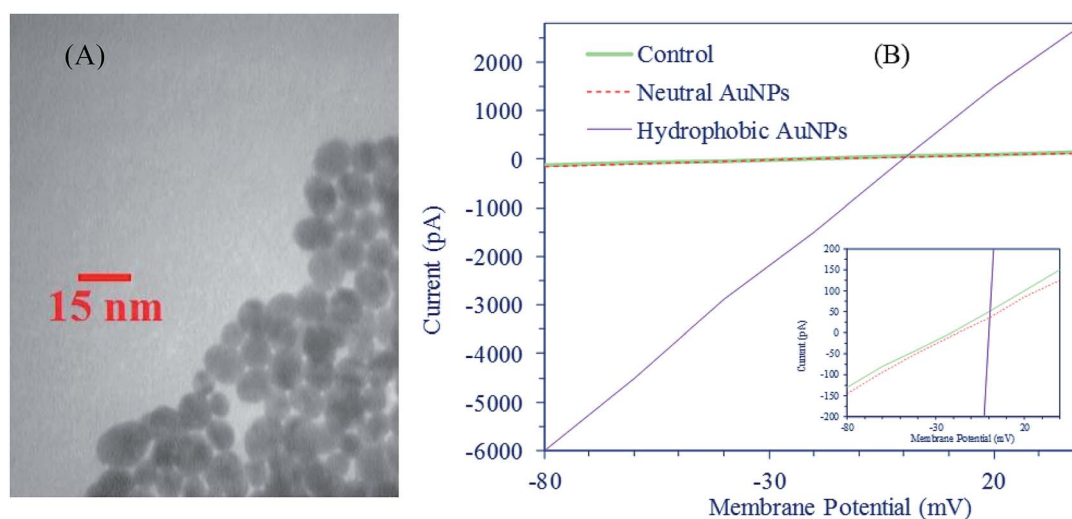 (A)
15 nm
(B)
Control
Neutral AuNPs
Hydrophobic AuNPs
2000
1000
0
-1000
-2000
-3000
-4000
-5000
-6000
Current (pA)
-80
-30
20
Membrane Potential (mV)
200
150
100
50
0
-50
-100
-150
-200
Current (pA)
-80
-30
20
Membrane Potential (mV)